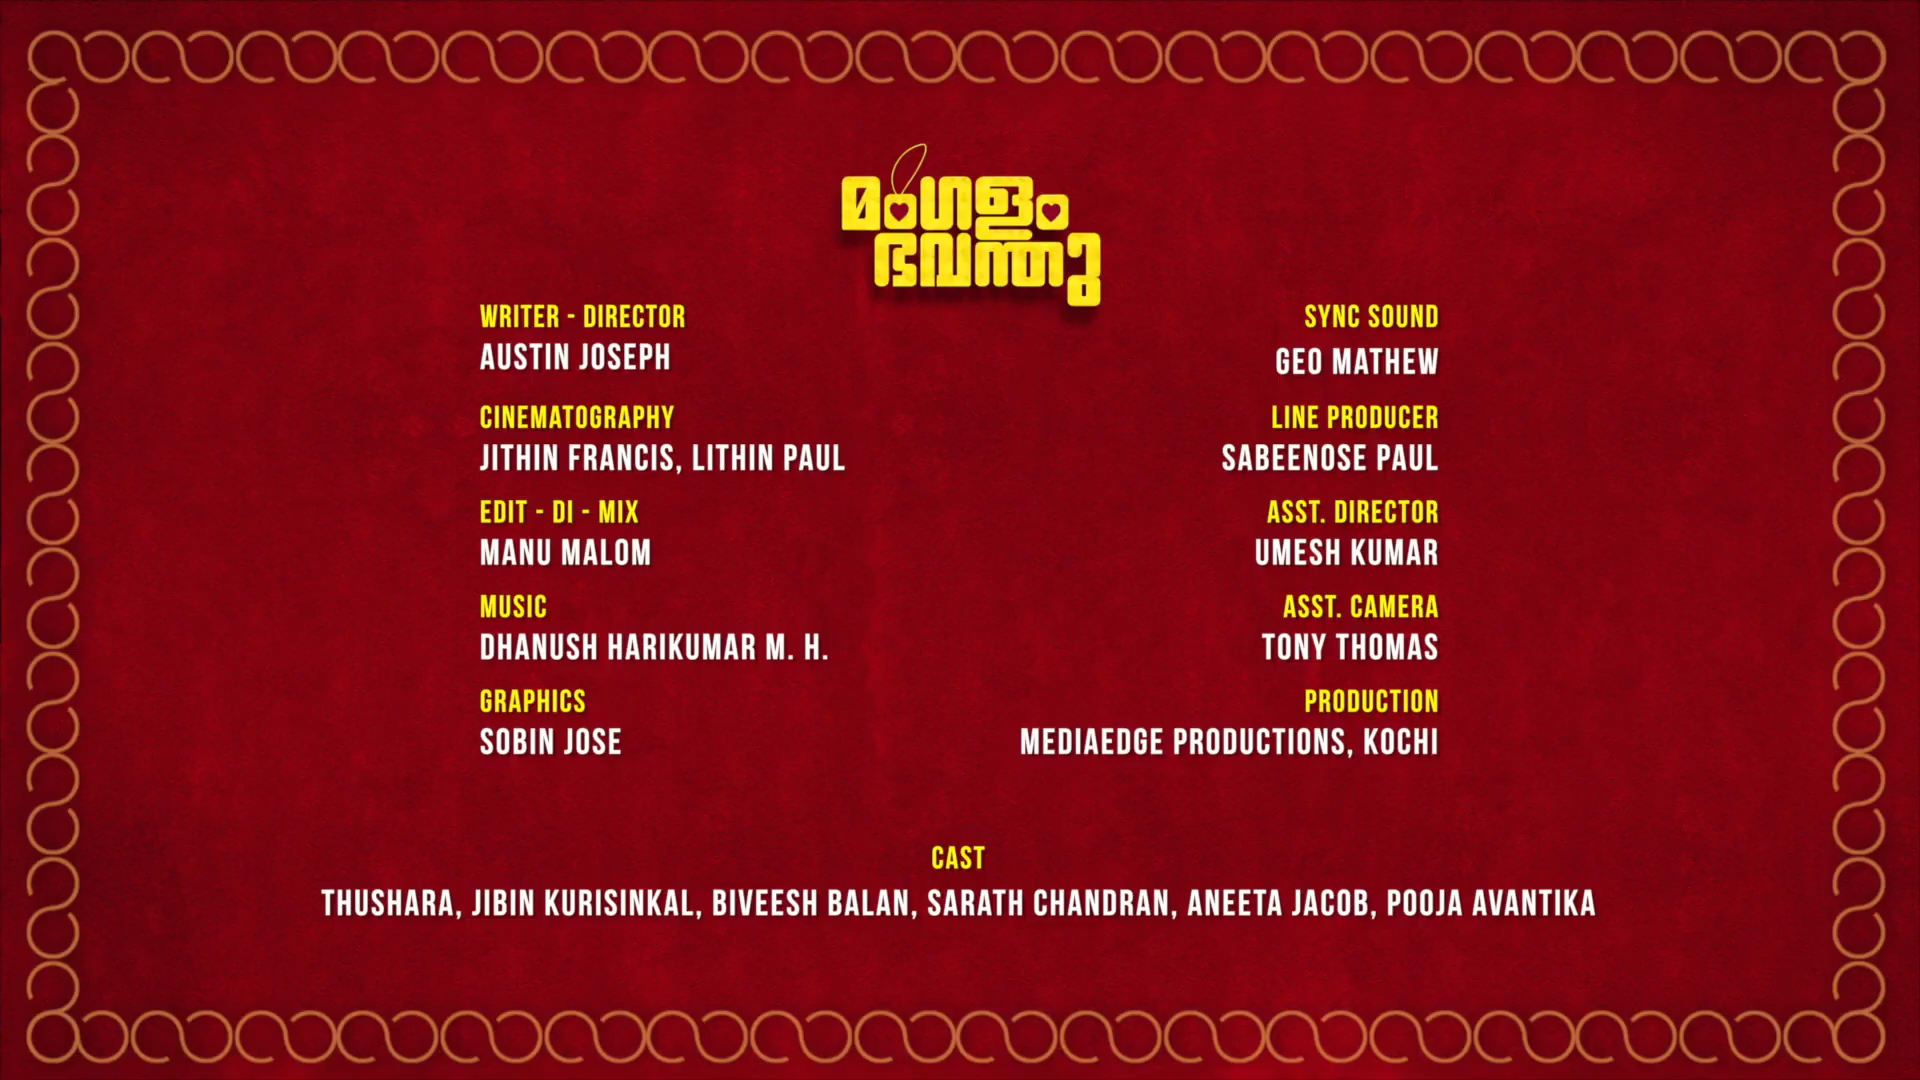 മംഗളം
ഭവന്തു
WRITER - DIRECTOR
AUSTIN JOSEPH
CINEMATOGRAPHY
JITHIN FRANCIS, LITHIN PAUL
EDIT - DI - MIX
MANU MALOM
MUSIC
DHANUSH HARIKUMAR M. H.
GRAPHICS
SOBIN JOSE
SYNC SOUND
GEO MATHEW
LINE PRODUCER
SABEENOSE PAUL
ASST. DIRECTOR
UMESH KUMAR
ASST. CAMERA
TONY THOMAS
PRODUCTION
MEDIAEDGE PRODUCTIONS, KOCHI
CAST
THUSHARA, JIBIN KURISINKAL, BIVEESH BALAN, SARATH CHANDRAN, ANEETA JACOB, POOJA AVANTIKA